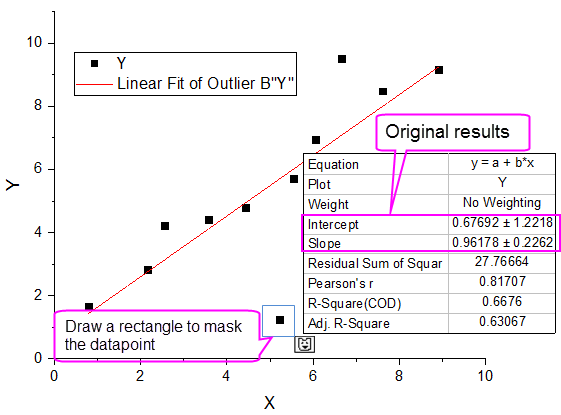 10
8
6
4
2
0
0
2
4
6
8
10
Y
X
Y
Linear Fit of Outlier B"Y"
Original results
Equation y = a + b*x
Plot Y
Weight No Weighting
Intercept 0.67692 ± 1.2218
Slope 0.96178 ± 0.2262
Residual Sum of Squar 27.76664
Pearson's r 0.81707
R-Square(COD) 0.6676
Adj. R-Square 0.63067
Draw a rectangle to mask
the datapoint